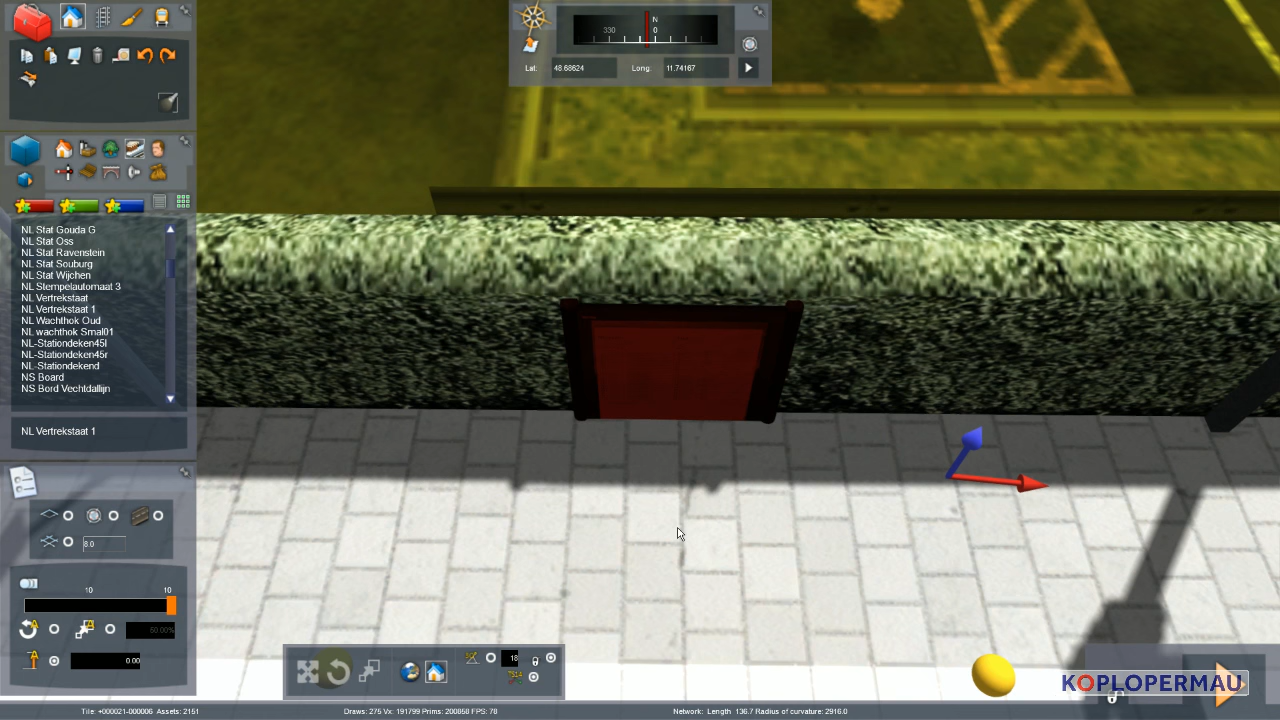 N
330
0
Lat:
48.68624
Long:
11.74167
NL Stat Gouda G
NL Stat Oss
NL Stat Ravenstein
NL Stat Souburg
NL Stat Wijchen
NL Stempelautomaat 3
NL Vertrekstaat
NL Vertrekstaat 1
NL Wachthok Oud
NL wachthok Smal01
NL-Stationdeken45l
NL-Stationdeken45r
NL-Stationdekend
NS Board
NS Bord Vechtdallijn
NL Vertrekstaat 1
8.0
10 10
50.00%
0.00
18
KOPLOPERMAU
Tile: +000021-000006 Assets: 2151
Draws: 275 Vx: 191799 Prims: 200858 FPS: 78
Network: Length 136.7 Radius of curvature: 2916.0